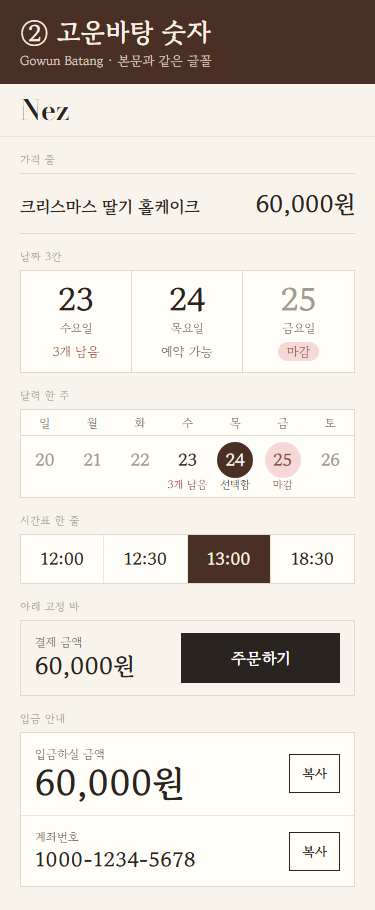 ② 고운바탕 숫자
Gowun Batang · 본문과 같은 글꼴
Nez
가격 줄
크리스마스 딸기 홀케이크 60,000원
날짜 3칸
23 24 25
수요일 목요일 금요일
3개 남음 예약 가능 마감
달력 한 주
일 월 화 수 목 금 토
20 21 22 23 24 25 26
3개 남음 선택함 마감
시간표 한 줄
12:00 12:30 13:00 18:30
아래 고정 바
결제 금액
60,000원 주문하기
입금 안내
입금하실 금액
60,000원 복사
계좌번호
1000-1234-5678 복사